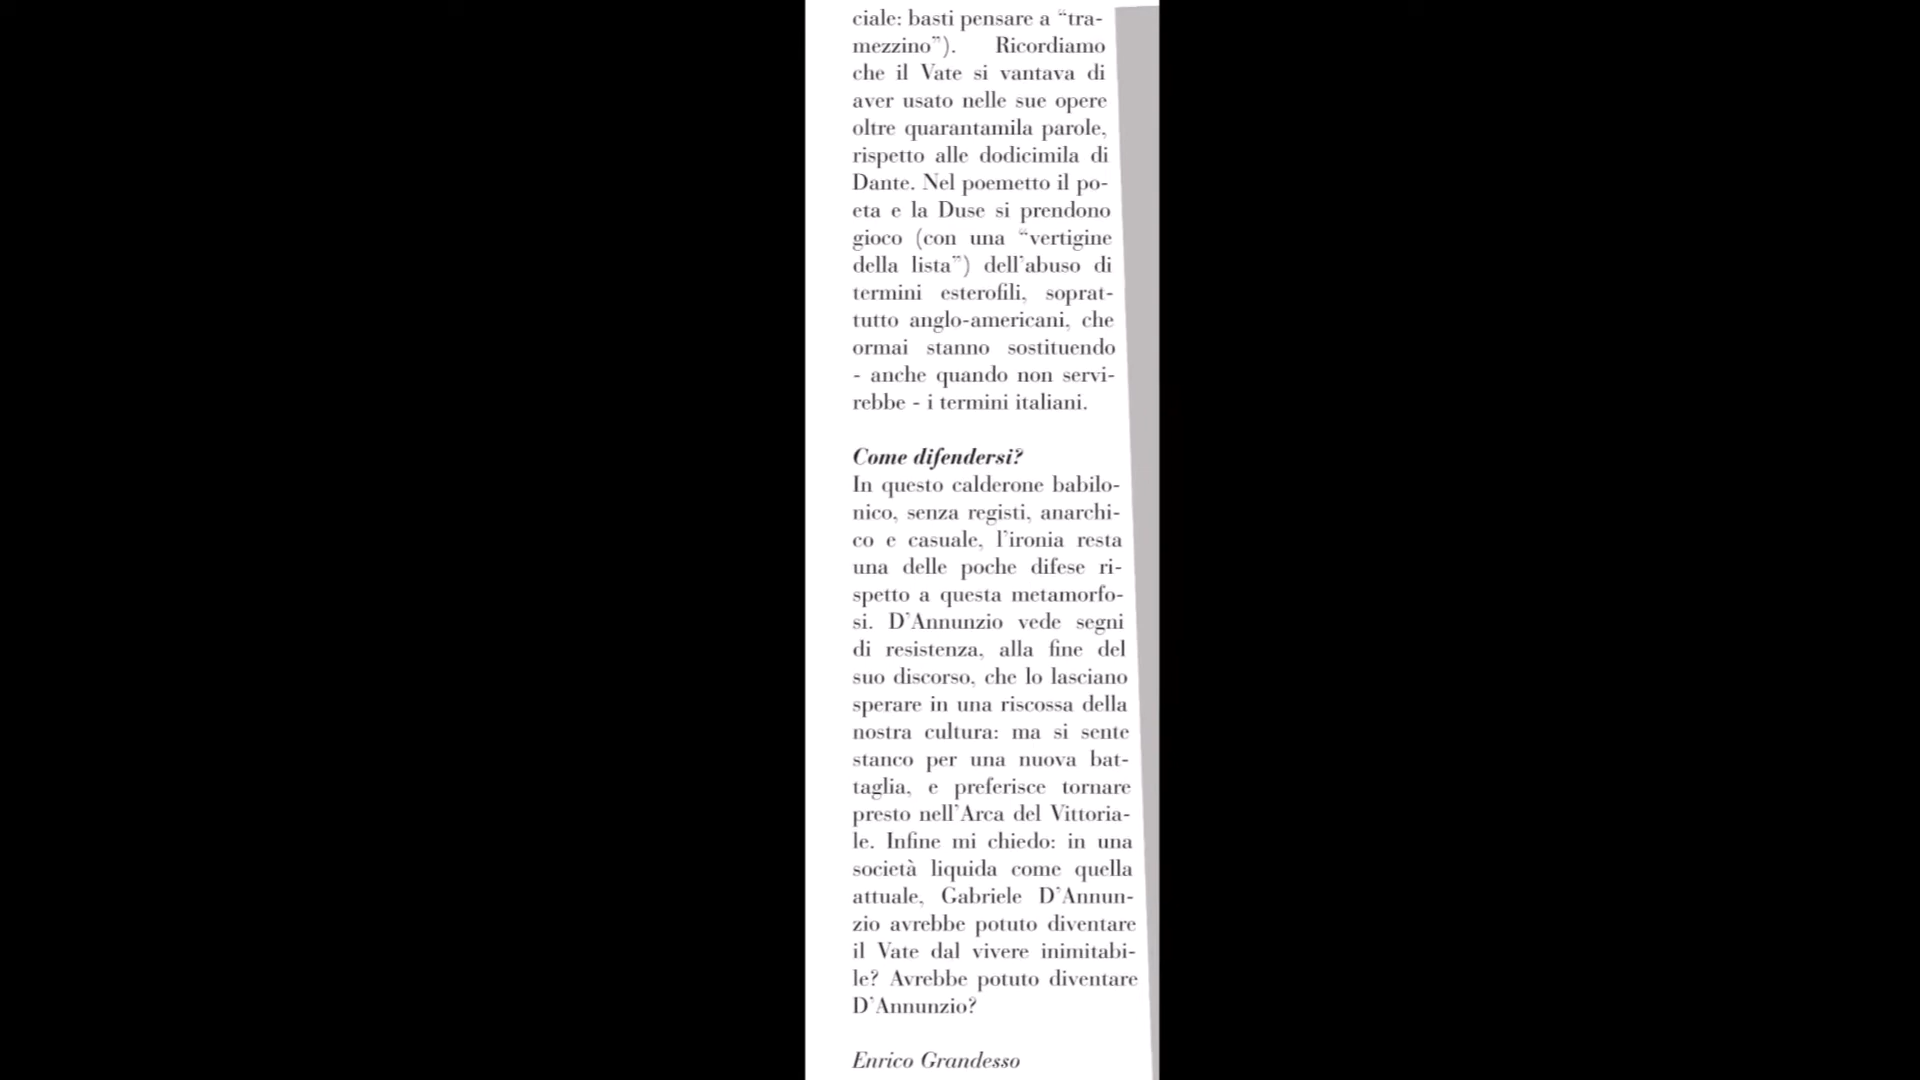 ciale: basti pensare a “tra-
mezzino”). Ricordiamo
che il Vate si vantava di
aver usato nelle sue opere
oltre quarantamila parole,
rispetto alle dodicimila di
Dante. Nel poemetto il po-
eta e la Duse si prendono
gioco (con una “vertigine
della lista”) dell’abuso di
termini esterofili, soprat-
tutto anglo-americani, che
ormai stanno sostituendo
- anche quando non servi-
rebbe - i termini italiani.
Come difendersi?
In questo calderone babilo-
nico, senza registi, anarchi-
co e casuale, l’ironia resta
una delle poche difese ri-
spetto a questa metamorfo-
si. D’Annunzio vede segni
di resistenza, alla fine del
suo discorso, che lo lasciano
sperare in una riscossa della
nostra cultura: ma si sente
stanco per una nuova bat-
taglia, e preferisce tornare
presto nell’Arca del Vittoria-
le. Infine mi chiedo: in una
società liquida come quella
attuale, Gabriele D’Annun-
zio avrebbe potuto diventare
il Vate dal vivere inimitabi-
le? Avrebbe potuto diventare
D’Annunzio?
Enrico Grandesso